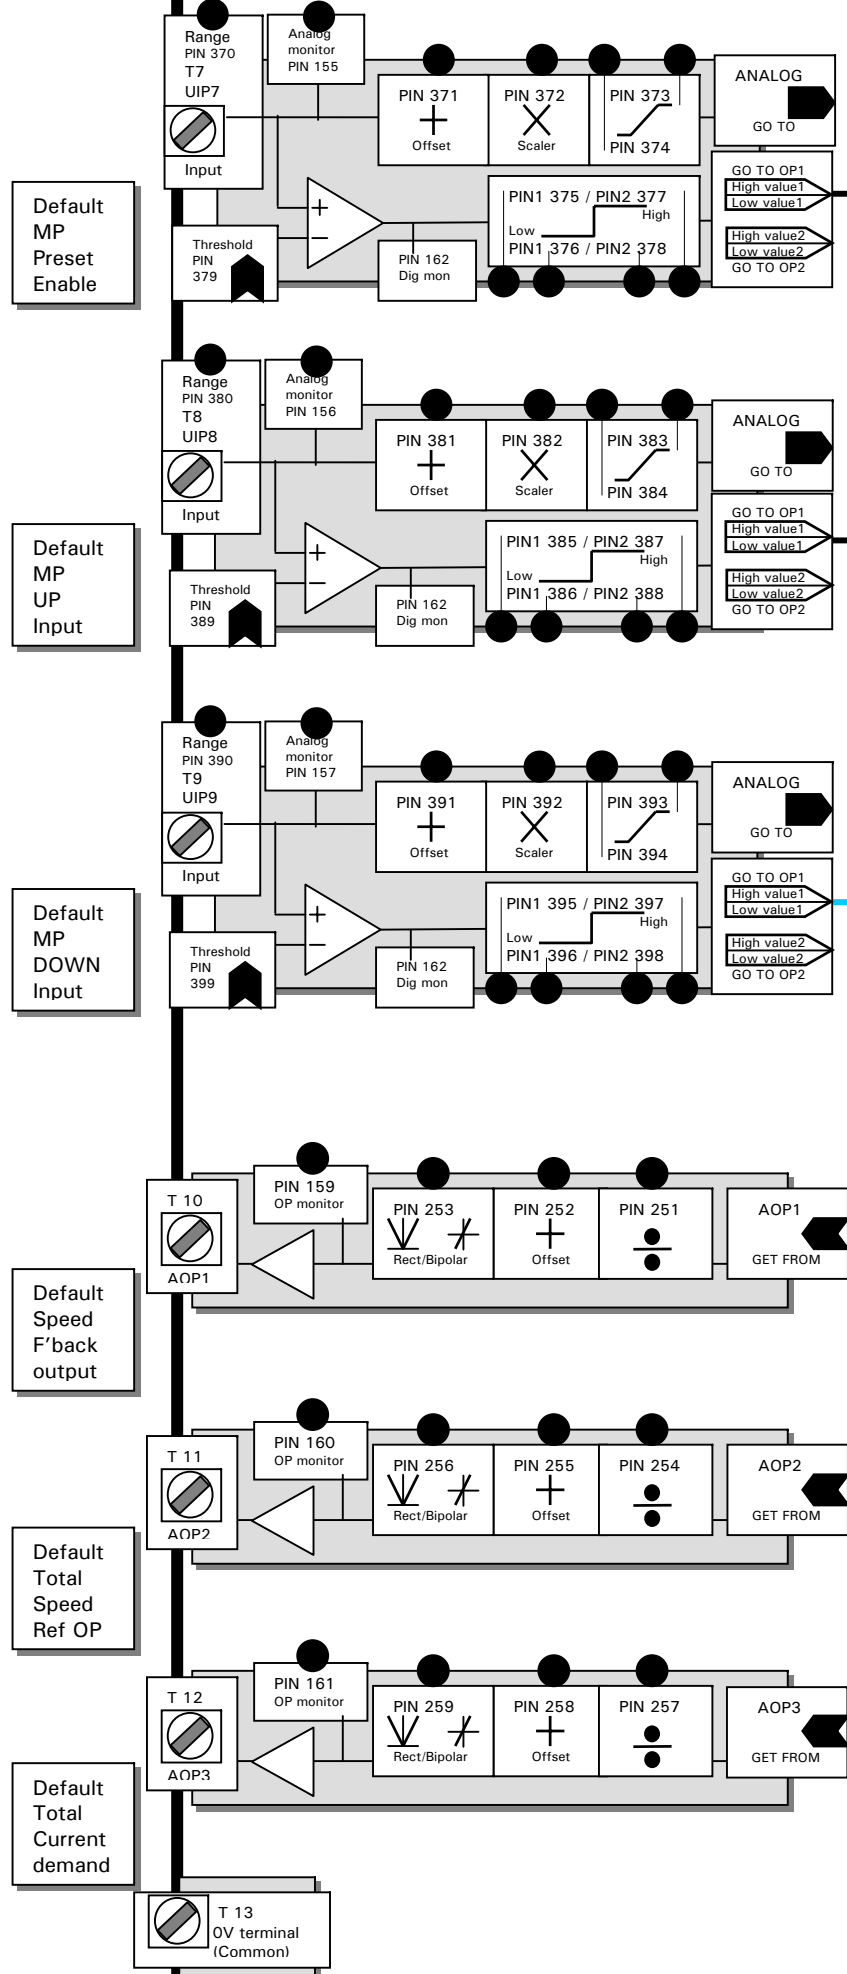 Range
PIN 370
T7
UIP7
Input
Analog
monitor
PIN 155
PIN 371
Offset
PIN 372
Scaler
PIN 373
PIN 374
ANALOG
GO TO
Default
MP
Preset
Enable
Threshold
PIN
379
PIN 162
Dig mon
PIN1 375 / PIN2 377
High
Low
PIN1 376 / PIN2 378
GO TO OP1
High value1
Low value1
High value2
Low value2
GO TO OP2
Range
PIN 380
T8
UIP8
Input
Analog
monitor
PIN 156
PIN 381
Offset
PIN 382
Scaler
PIN 383
PIN 384
ANALOG
GO TO
Default
MP
UP
Input
Threshold
PIN
389
PIN 162
Dig mon
PIN1 385 / PIN2 387
High
Low
PIN1 386 / PIN2 388
GO TO OP1
High value1
Low value1
High value2
Low value2
GO TO OP2
Range
PIN 390
T9
UIP9
Input
Analog
monitor
PIN 157
PIN 391
Offset
PIN 392
Scaler
PIN 393
PIN 394
ANALOG
GO TO
Default
MP
DOWN
Input
Threshold
PIN
399
PIN 162
Dig mon
PIN1 395 / PIN2 397
High
Low
PIN1 396 / PIN2 398
GO TO OP1
High value1
Low value1
High value2
Low value2
GO TO OP2
T 10
AOP1
PIN 159
OP monitor
PIN 253
Rect/Bipolar
PIN 252
Offset
PIN 251
AOP1
GET FROM
Default
Speed
F'back
output
T 11
AOP2
PIN 160
OP monitor
PIN 256
Rect/Bipolar
PIN 255
Offset
PIN 254
AOP2
GET FROM
Default
Total
Speed
Ref OP
T 12
AOP3
PIN 161
OP monitor
PIN 259
Rect/Bipolar
PIN 258
Offset
PIN 257
AOP3
GET FROM
Default
Total
Current
demand
T 13
0V terminal
(Common)